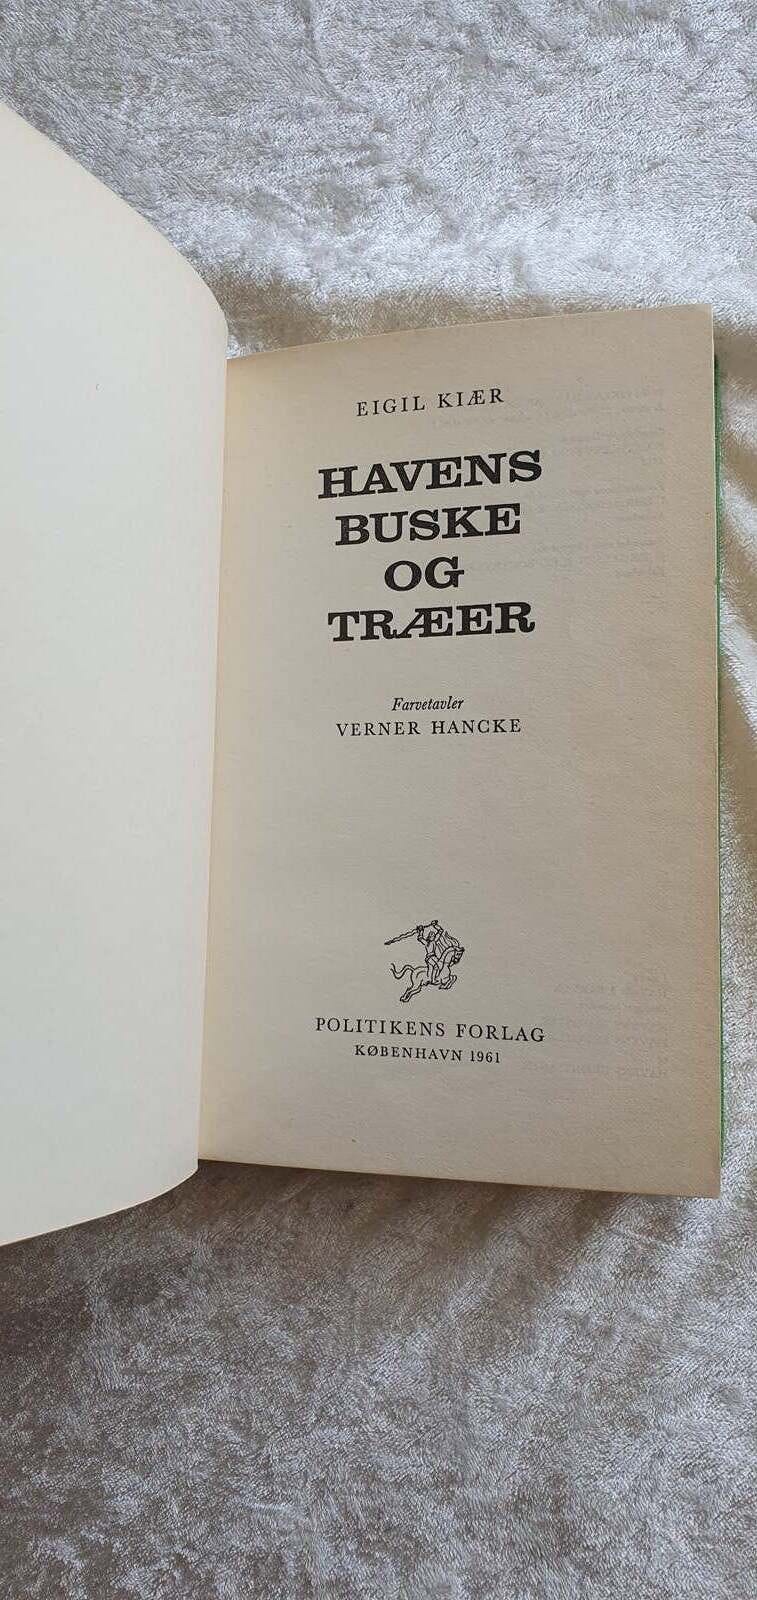 EIGIL KIÆR
HAVENS
BUSKE
OG
TRÆER
Farvetavler
VERNER HANCKE
POLITIKENS FORLAG
KØBENHAVN 1961